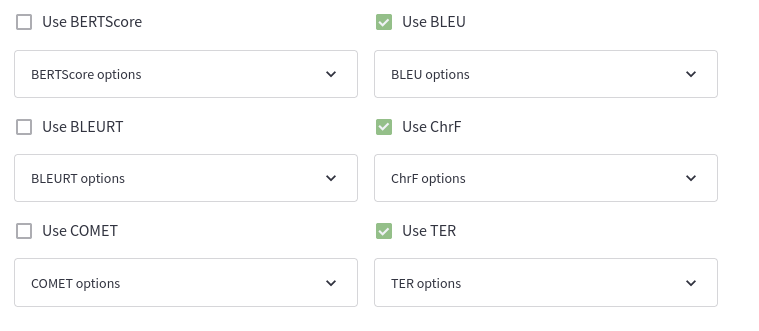 Use BERTScore
Use BLEU
BERTScore options
BLEU options
Use BLEURT
Use ChrF
BLEURT options
ChrF options
Use COMET
Use TER
COMET options
TER options